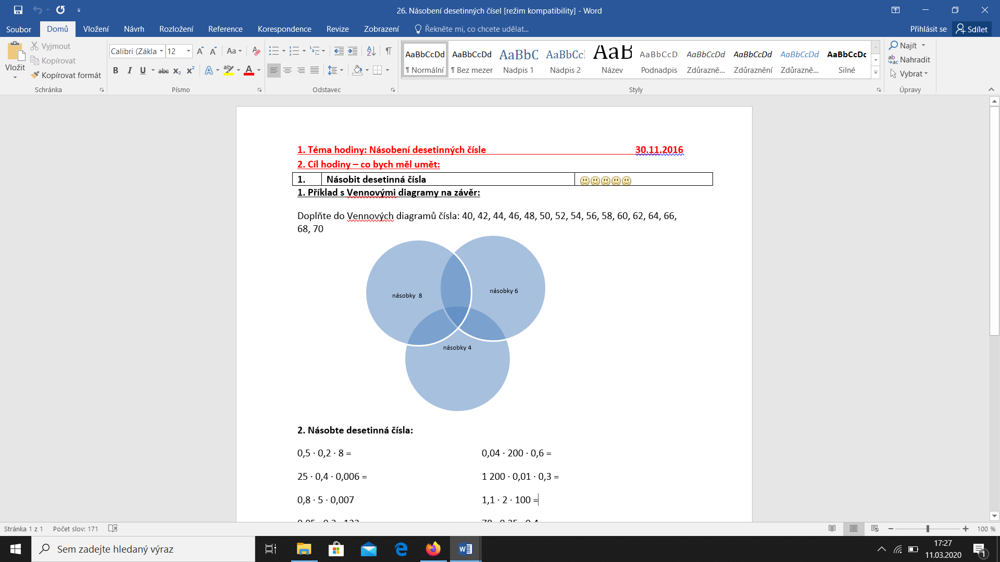 26. Násobení desetinných čísel [režim kompatibility] - Word
Soubor Domů Vložení Návrh Rozložení Reference Korespondence Revize Zobrazení Řekněte mi, co chcete udělat... Přihlásit se Sdílet
Vložit
Vyjmout
Kopírovat
Kopírovat formát
Schránka
Calibri (Zákla 12
Písmo
Odstavec
AaBbCcDd AaBbCcDd AaBbC AaBbCcl AaB AaBbCcD AaBbCcDd AaBbCcDd AaBbCcDd AaBbCcDc
¶ Normální ¶ Bez mezer Nadpis 1 Nadpis 2 Název Podnadpis Zdůrazně... Zdůraznění Zdůrazně... Silné
Styly
Najít
Nahradit
Vybrat
Úpravy
1. Téma hodiny: Násobení desetinných čísle 30.11.2016
2. Cíl hodiny – co bych měl umět:
1. Násobit desetinná čísla
1. Příklad s Vennovými diagramy na závěr:
Doplňte do Vennových diagramů čísla: 40, 42, 44, 46, 48, 50, 52, 54, 56, 58, 60, 62, 64, 66,
68, 70
násobky 8
násobky 6
násobky 4
2. Násobte desetinná čísla:
0,5 · 0,2 · 8 = 0,04 · 200 · 0,6 =
25 · 0,4 · 0,006 = 1 200 · 0,01 · 0,3 =
0,8 · 5 · 0,007 1,1 · 2 · 100 =
Stránka 1 z 1 Počet slov: 171 100 %
Sem zadejte hledaný výraz
17:27
11.03.2020
1